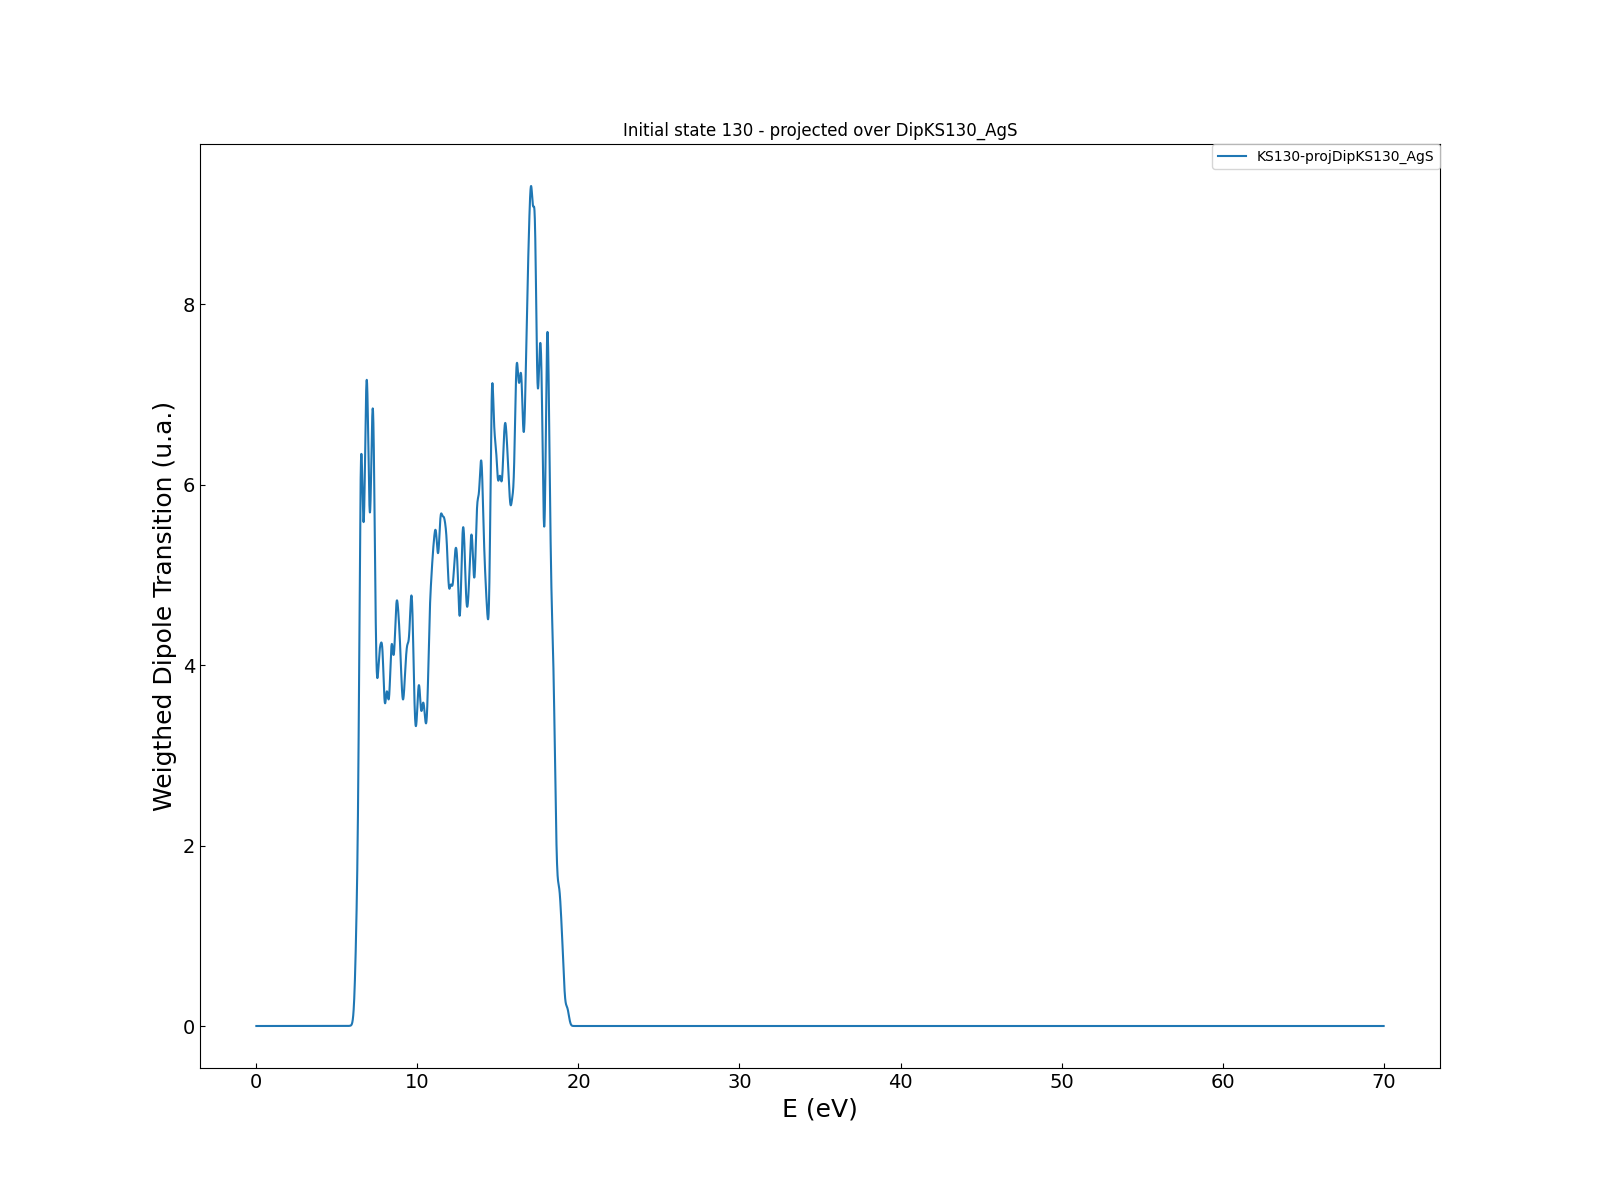 Initial state 130 - projected over DipKS130_AgS
KS130-projDipKS130_AgS
Weigthed Dipole Transition (u.a.)
8
6
4
2
0
0 10 20 30 40 50 60 70
E (eV)